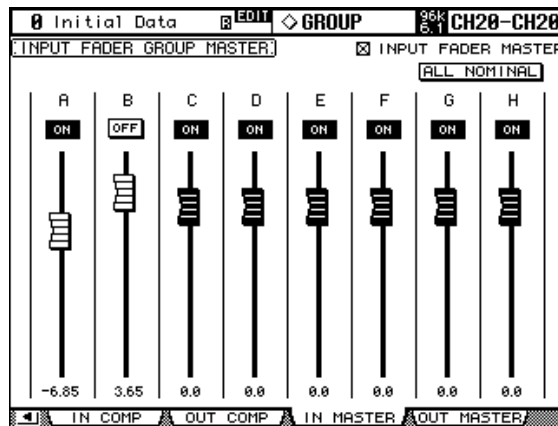 0 Initial Data R EDIT ◇ GROUP 96k 6.1 CH20-CH20
INPUT FADER GROUP MASTER ☒ INPUT FADER MASTER
ALL NOMINAL
A B C D E F G H
ON OFF ON ON ON ON ON ON
-6.85 3.65 0.0 0.0 0.0 0.0 0.0 0.0
IN COMP OUT COMP IN MASTER OUT MASTER